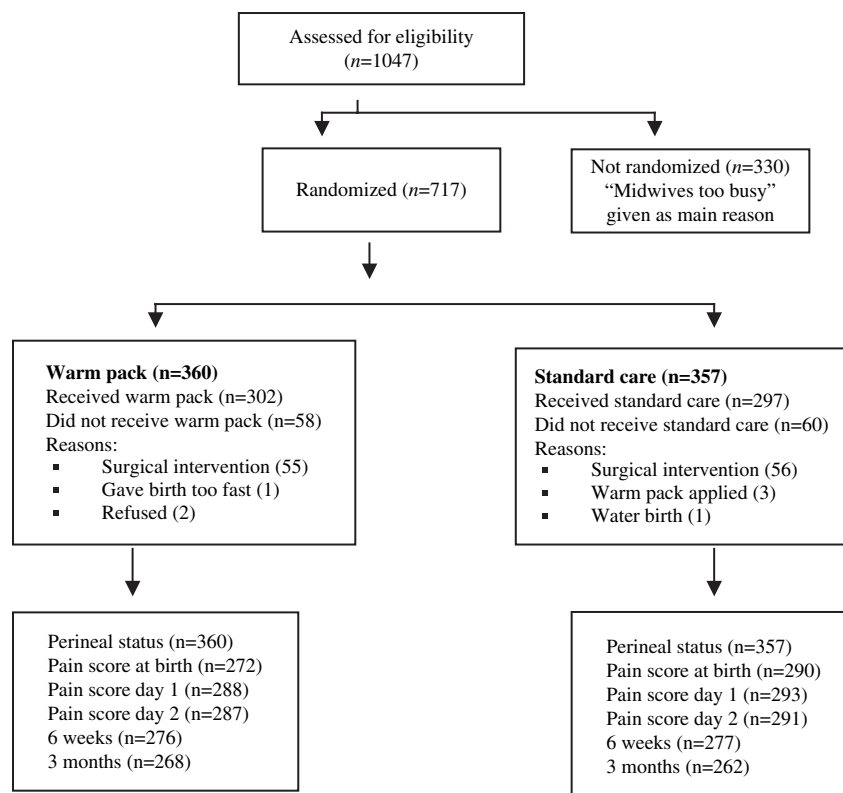 Assessed for eligibility
(n=1047)
Randomized (n=717)
Not randomized (n=330)
“Midwives too busy”
given as main reason
Warm pack (n=360)
Received warm pack (n=302)
Did not receive warm pack (n=58)
Reasons:
▪ Surgical intervention (55)
▪ Gave birth too fast (1)
▪ Refused (2)
Standard care (n=357)
Received standard care (n=297)
Did not receive standard care (n=60)
Reasons:
▪ Surgical intervention (56)
▪ Warm pack applied (3)
▪ Water birth (1)
Perineal status (n=360)
Pain score at birth (n=272)
Pain score day 1 (n=288)
Pain score day 2 (n=287)
6 weeks (n=276)
3 months (n=268)
Perineal status (n=357)
Pain score at birth (n=290)
Pain score day 1 (n=293)
Pain score day 2 (n=291)
6 weeks (n=277)
3 months (n=262)